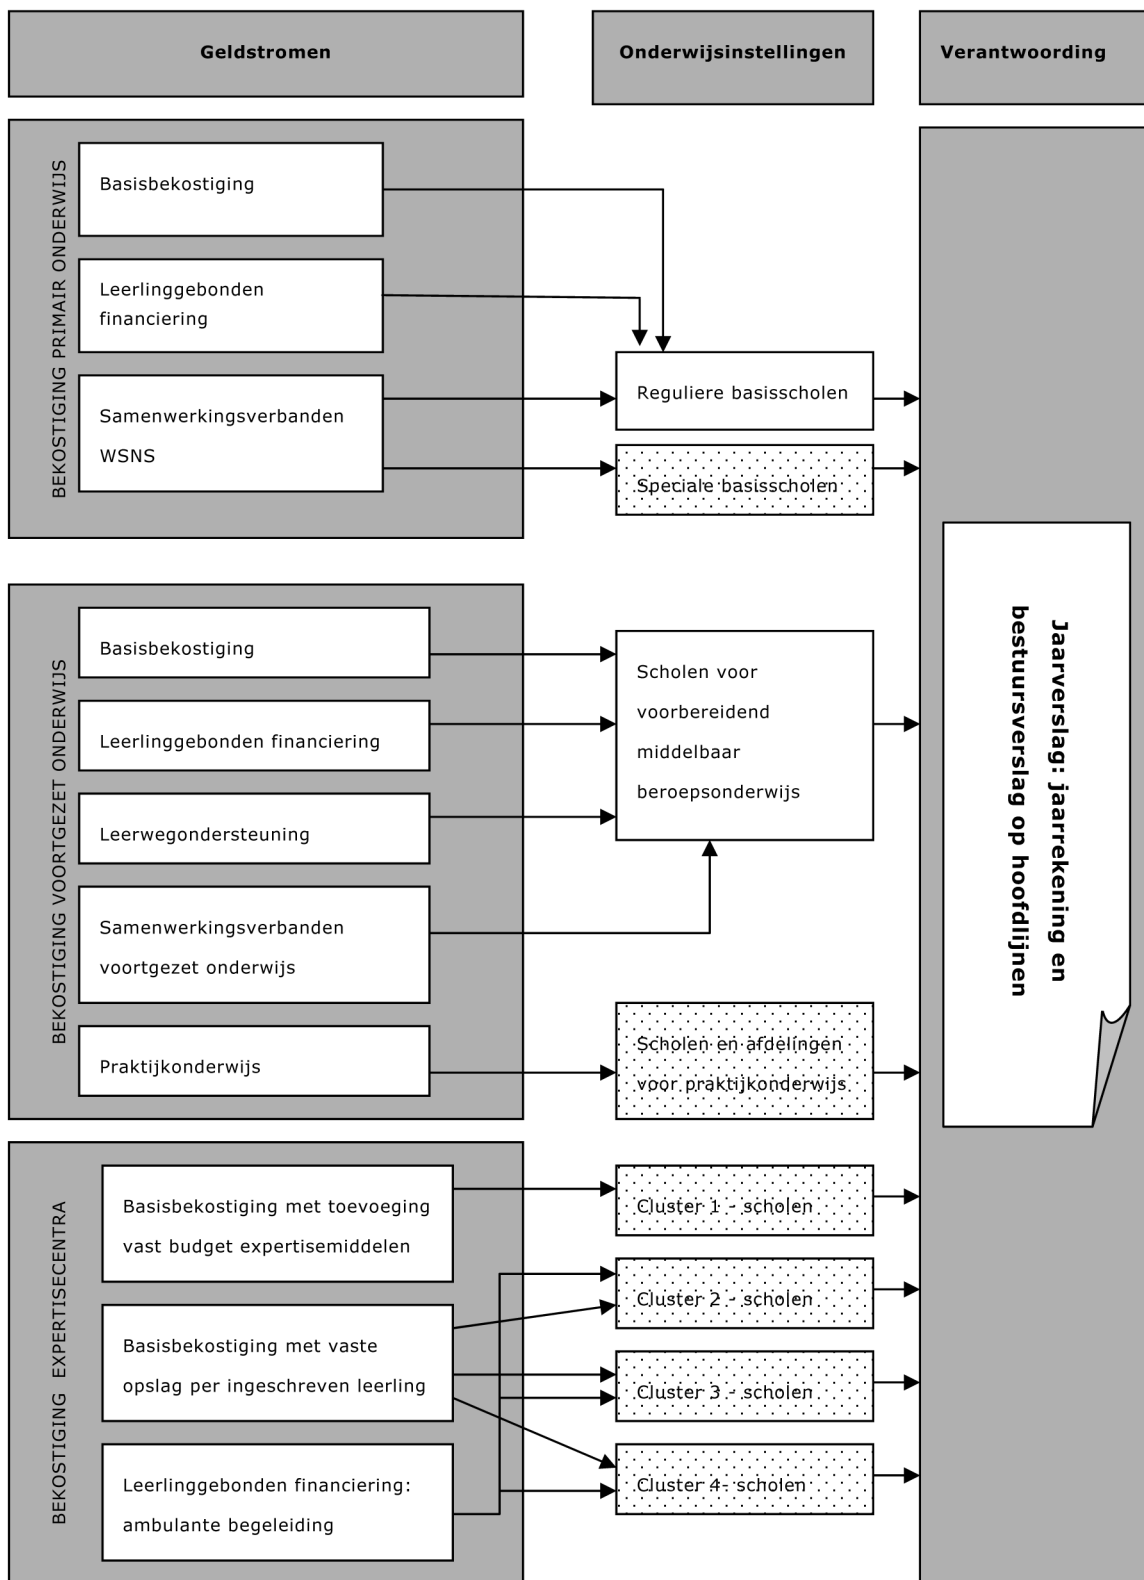 Geldstromen
Onderwijsinstellingen
Verantwoording
BEKOSTIGING PRIMAIR ONDERWIJS
Basisbekostiging
Leerlinggebonden
financiering
Samenwerkingsverbanden
WSNS
Reguliere basisscholen
Speciale basisscholen
BEKOSTIGING VOORTGEZET ONDERWIJS
Basisbekostiging
Leerlinggebonden financiering
Leerwegondersteuning
Samenwerkingsverbanden
voortgezet onderwijs
Praktijkonderwijs
Scholen voor
voorbereidend
middelbaar
beroepsonderwijs
Scholen en afdelingen
voor praktijkonderwijs
BEKOSTIGING EXPERTISECENTRA
Basisbekostiging met toevoeging
vast budget expertisemiddelen
Basisbekostiging met vaste
opslag per ingeschreven leerling
Leerlinggebonden financiering:
ambulante begeleiding
Cluster 1 - scholen
Cluster 2 - scholen
Cluster 3 - scholen
Cluster 4- scholen
Jaarverslag: jaarrekening en
bestuursverslag op hoofdlijnen